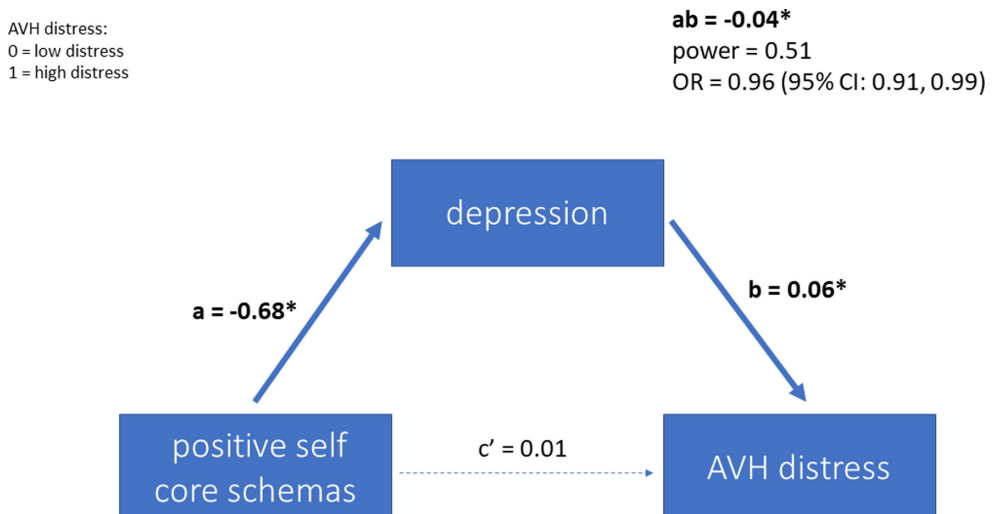 AVH distress:
0 = low distress
1 = high distress
ab = -0.04*
power = 0.51
OR = 0.96 (95% CI: 0.91, 0.99)
depression
a = -0.68*
b = 0.06*
positive self
core schemas
c’ = 0.01
AVH distress